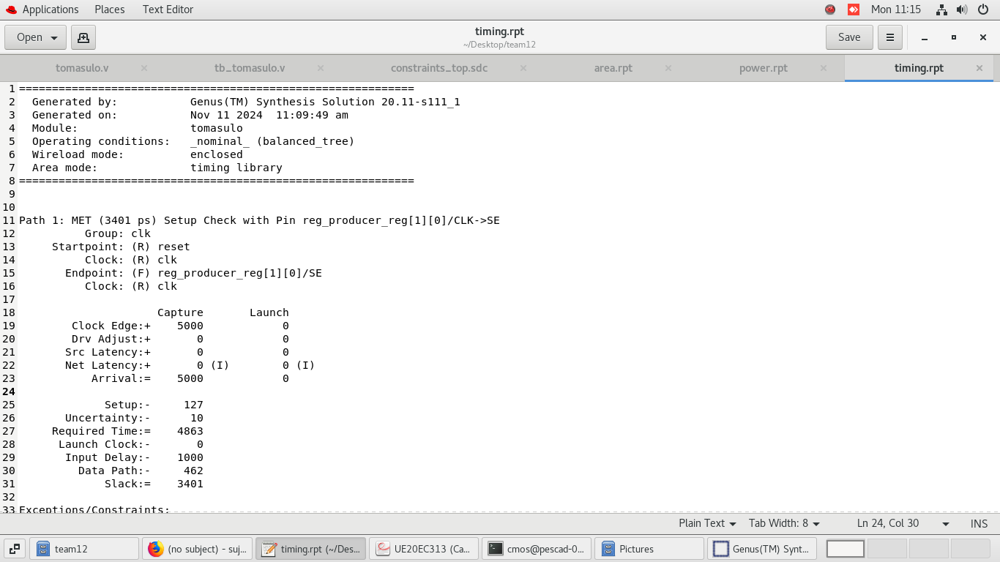 Applications Places Text Editor Mon 11:15
Open timing.rpt Save
~/Desktop/team12
tomasulo.v × tb_tomasulo.v × constraints_top.sdc × area.rpt × power.rpt × timing.rpt ×
1 ============================================================
2   Generated by:           Genus(TM) Synthesis Solution 20.11-s111_1
3   Generated on:           Nov 11 2024  11:09:49 am
4   Module:                 tomasulo
5   Operating conditions:   _nominal_ (balanced_tree)
6   Wireload mode:          enclosed
7   Area mode:              timing library
8 ============================================================
9
10
11 Path 1: MET (3401 ps) Setup Check with Pin reg_producer_reg[1][0]/CLK->SE
12           Group: clk
13      Startpoint: (R) reset
14           Clock: (R) clk
15        Endpoint: (F) reg_producer_reg[1][0]/SE
16           Clock: (R) clk
17
18                      Capture       Launch
19         Clock Edge:+    5000            0
20         Drv Adjust:+       0            0
21        Src Latency:+       0            0
22        Net Latency:+       0 (I)        0 (I)
23            Arrival:=    5000            0
24
25              Setup:-     127
26        Uncertainty:-      10
27      Required Time:=    4863
28       Launch Clock:-       0
29        Input Delay:-    1000
30          Data Path:-     462
31              Slack:=    3401
32
33 Exceptions/Constraints:
Plain Text Tab Width: 8 Ln 24, Col 30 INS
team12 (no subject) - suj... timing.rpt (~/Des... UE20EC313 (Ca... cmos@pescad-0... Pictures Genus(TM) Synt...